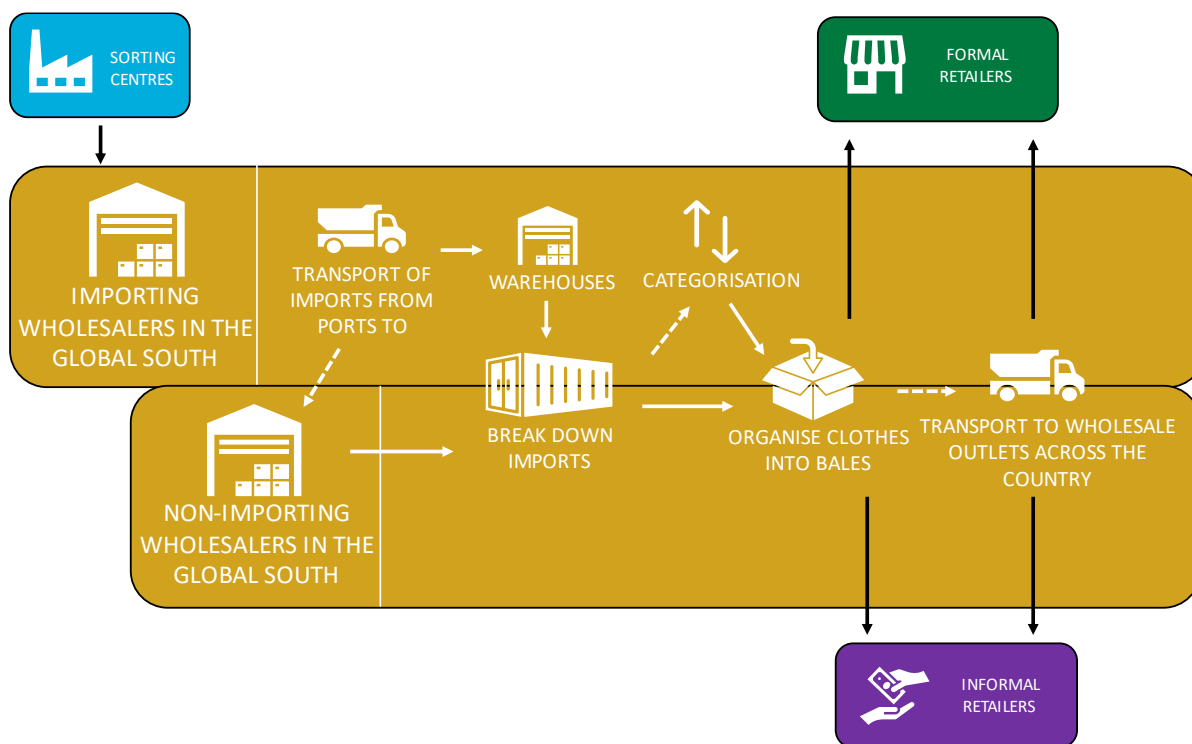 SORTING
CENTRES
FORMAL
RETAILERS
IMPORTING
WHOLESALERS IN THE
GLOBAL SOUTH
TRANSPORT OF
IMPORTS FROM
PORTS TO
WAREHOUSES
CATEGORISATION
BREAK DOWN
IMPORTS
ORGANISE CLOTHES
INTO BALES
TRANSPORT TO WHOLESALE
OUTLETS ACROSS THE
COUNTRY
NON-IMPORTING
WHOLESALERS IN THE
GLOBAL SOUTH
INFORMAL
RETAILERS